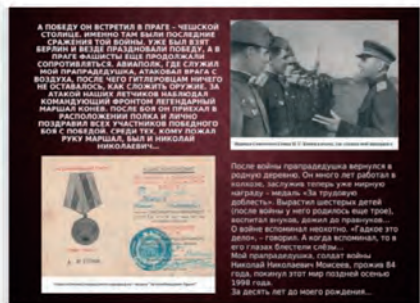 А ПОБЕДУ ОН ВСТРЕТИЛ В ПРАГЕ – ЧЕШСКОЙ
СТОЛИЦЕ. ИМЕННО ТАМ БЫЛИ ПОСЛЕДНИЕ
СРАЖЕНИЯ ТОЙ ВОЙНЫ. УЖЕ БЫЛ ВЗЯТ
БЕРЛИН И ВЕЗДЕ ПРАЗДНОВАЛИ ПОБЕДУ, А В
ПРАГЕ ФАШИСТЫ ЕЩЕ ПРОДОЛЖАЛИ
СОПРОТИВЛЯТЬСЯ. АВИАПОЛК, ГДЕ СЛУЖИЛ
МОЙ ПРАПРАДЕДУШКА, АТАКОВАЛ ВРАГА С
ВОЗДУХА, ПОСЛЕ ЧЕГО ГИТЛЕРОВЦАМ НИЧЕГО
НЕ ОСТАВАЛОСЬ, КАК СЛОЖИТЬ ОРУЖИЕ. ЗА
АТАКОЙ НАШИХ ЛЕТЧИКОВ НАБЛЮДАЛ
КОМАНДУЮЩИЙ ФРОНТОМ ЛЕГЕНДАРНЫЙ
МАРШАЛ КОНЕВ. ПОСЛЕ БОЯ ОН ПРИЕХАЛ В
РАСПОЛОЖЕНИИ ПОЛКА И ЛИЧНО
ПОЗДРАВИЛ ВСЕХ УЧАСТНИКОВ ПОБЕДНОГО
БОЯ С ПОБЕДОЙ. СРЕДИ ТЕХ, КОМУ ПОЖАЛ
РУКУ МАРШАЛ, БЫЛ И НИКОЛАЙ
НИКОЛАЕВИЧ...
После войны прапрадедушка вернулся в
родную деревню. Он много лет работал в
колхозе, заслужив теперь уже мирную
награду - медаль «За трудовую
доблесть». Вырастил шестерых детей
(после войны у него родилось еще трое),
воспитал внуков, дожил до правнуков...
О войне вспоминал неохотно. «Гадкое это
дело», – говорил. А когда вспоминал, то в
его глазах блестели слёзы...
Мой прапрадедушка, солдат войны
Николай Николаевич Моисеев, прожив 84
года, покинул этот мир поздней осенью
1998 года.
За десять лет до моего рождения...